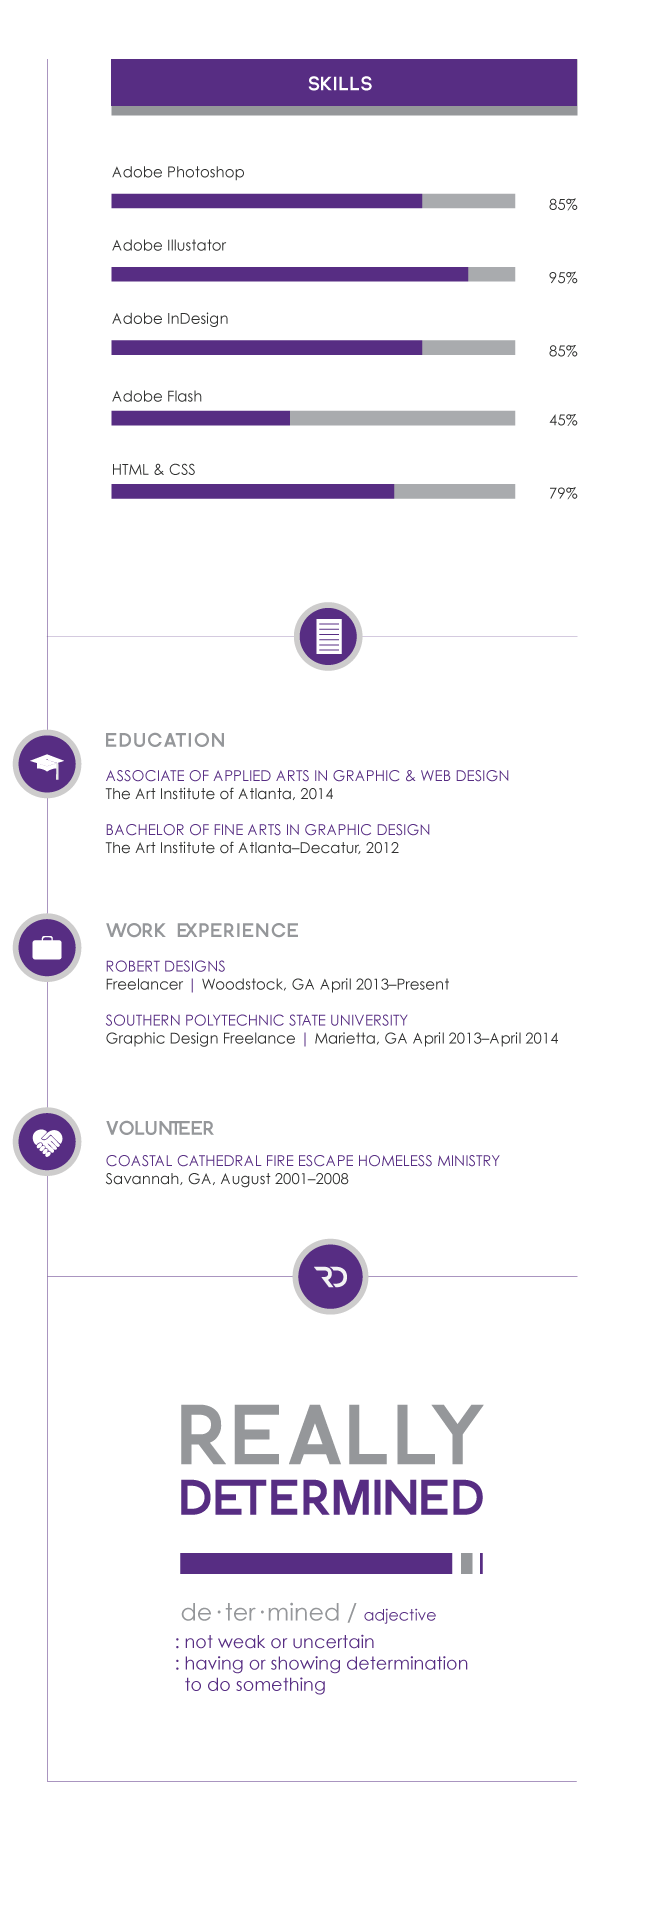 SKILLS
Adobe Photoshop
85%
Adobe Illustator
95%
Adobe InDesign
85%
Adobe Flash
45%
HTML & CSS
79%
EDUCATION
ASSOCIATE OF APPLIED ARTS IN GRAPHIC & WEB DESIGN
The Art Institute of Atlanta, 2014
BACHELOR OF FINE ARTS IN GRAPHIC DESIGN
The Art Institute of Atlanta–Decatur, 2012
WORK EXPERIENCE
ROBERT DESIGNS
Freelancer | Woodstock, GA April 2013–Present
SOUTHERN POLYTECHNIC STATE UNIVERSITY
Graphic Design Freelance | Marietta, GA April 2013–April 2014
VOLUNTEER
COASTAL CATHEDRAL FIRE ESCAPE HOMELESS MINISTRY
Savannah, GA, August 2001–2008
RD
REALLY
DETERMINED
de·ter·mined / adjective
: not weak or uncertain
: having or showing determination
to do something